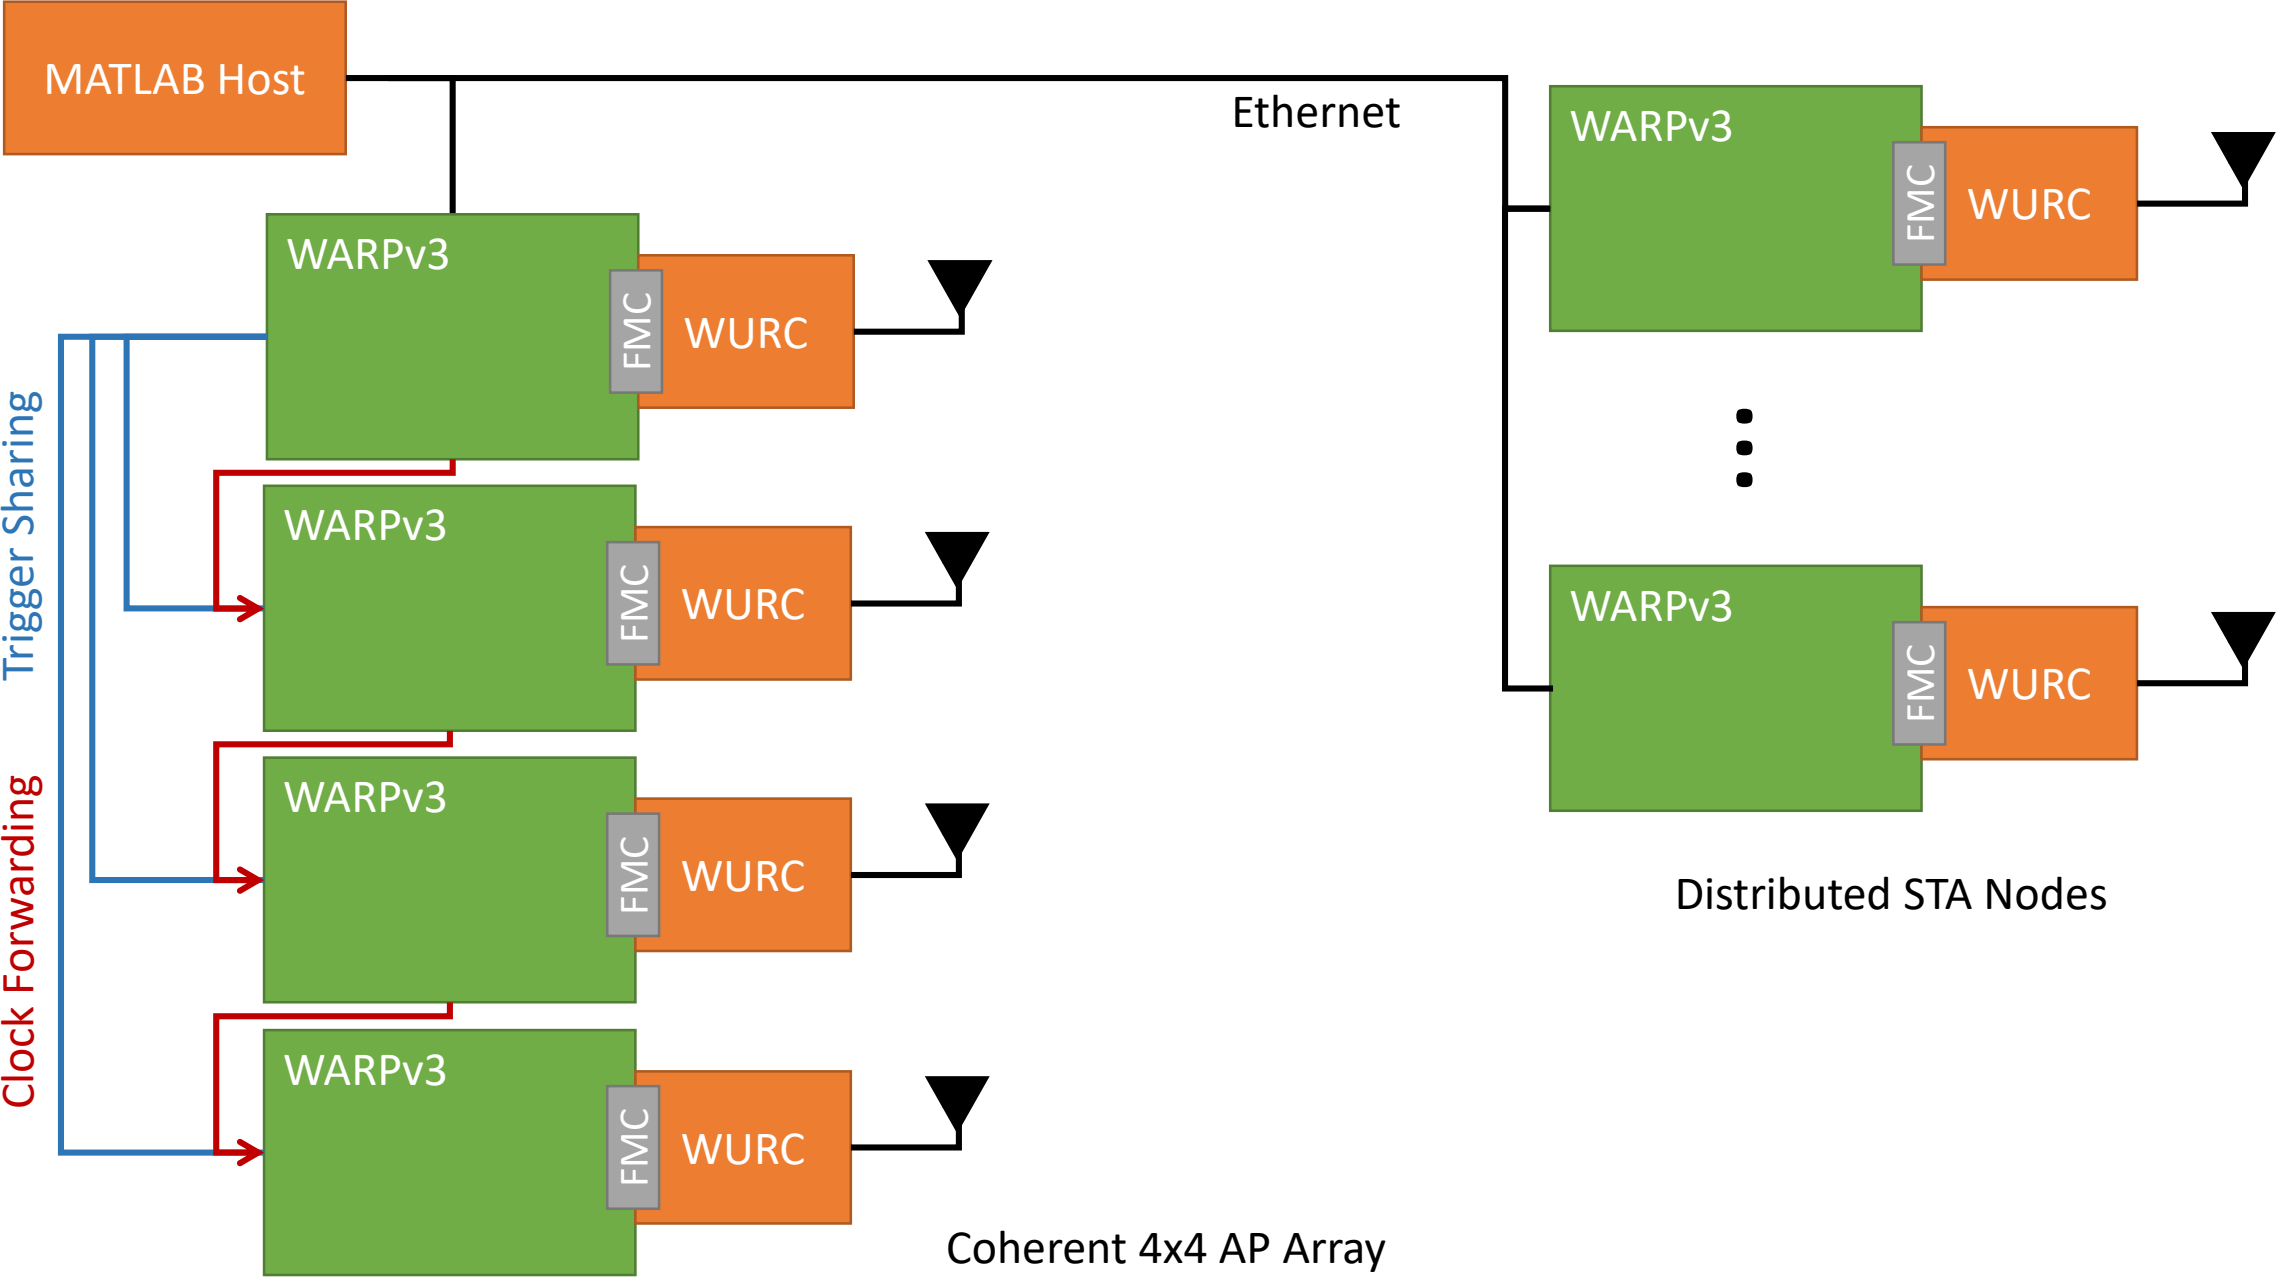 MATLAB Host
Ethernet
WARPv3
FMC
WURC
WARPv3
FMC
WURC
WARPv3
FMC
WURC
WARPv3
FMC
WURC
Trigger Sharing
Clock Forwarding
Coherent 4x4 AP Array
WARPv3
FMC
WURC
WARPv3
FMC
WURC
Distributed STA Nodes